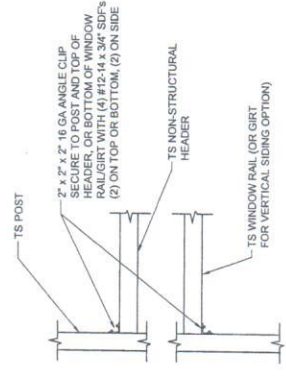 TS POST
2" x 2" x 2" 16 GA ANGLE CLIP
SECURE TO POST AND TOP OF
HEADER, OR BOTTOM OF WINDOW
RAIL/GIRT WITH (4) #12-14 x 3/4" SDF's
(2) ON TOP OR BOTTOM, (2) ON SIDE
TS NON-STRUCTURAL
HEADER
TS WINDOW RAIL (OR GIRT
FOR VERTICAL SIDING OPTION)